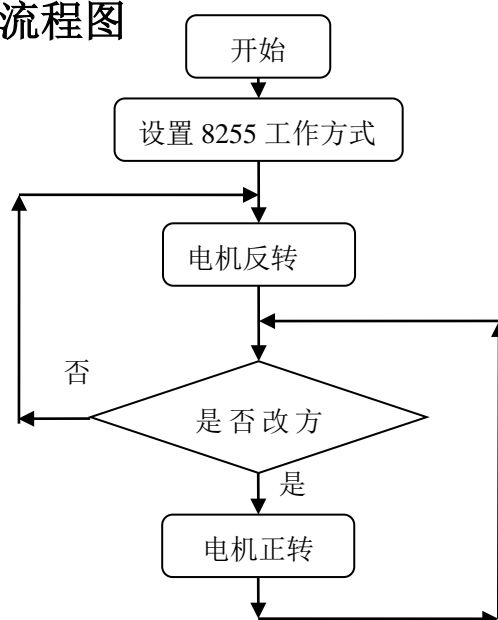 流程图
开始
设置 8255 工作方式
电机反转
否
是否改方
是
电机正转